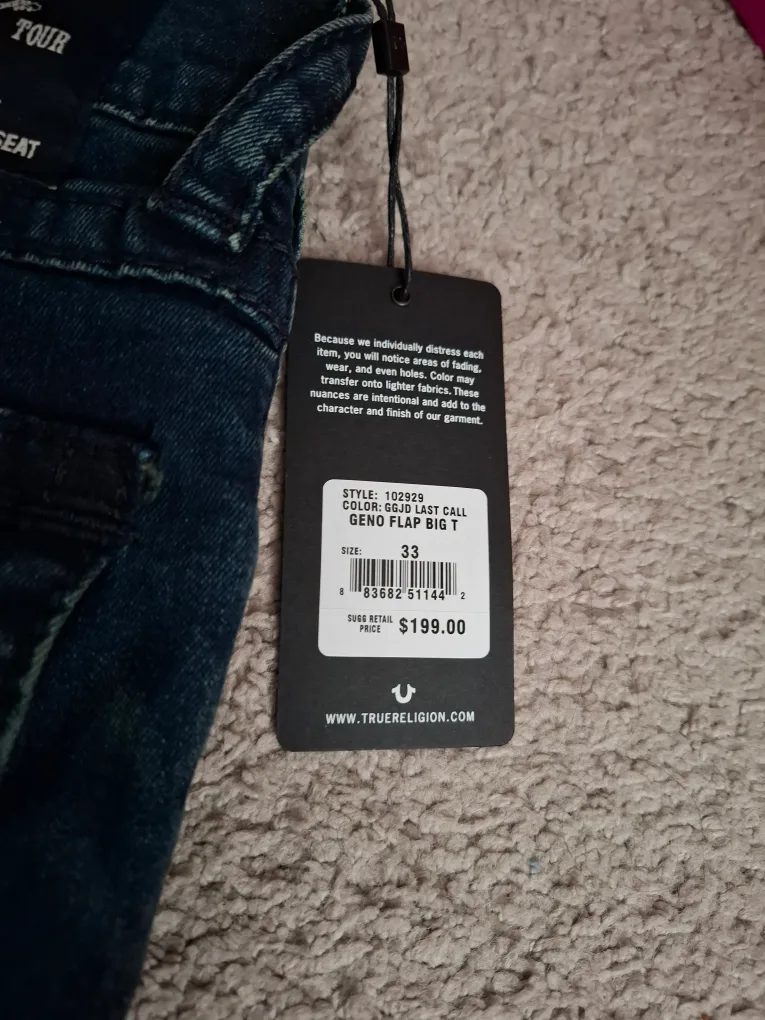 TOUR
SEAT
Because we individually distress each
item, you will notice areas of fading,
wear, and even holes. Color may
transfer onto lighter fabrics. These
nuances are intentional and add to the
character and finish of our garment.
STYLE: 102929
COLOR: GGJD LAST CALL
GENO FLAP BIG T
SIZE: 33
8 83682 51144 2
SUGG RETAIL
PRICE $199.00
WWW.TRUERELIGION.COM